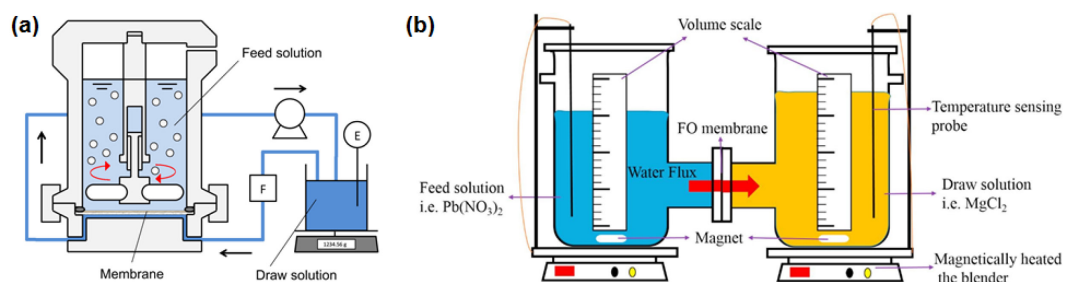 (a)
Feed solution
E
F
1234.56 g
Membrane
Draw solution
(b)
Volume scale
FO membrane
Water Flux
Temperature sensing
probe
Feed solution
i.e. Pb(NO₃)₂
Draw solution
i.e. MgCl₂
Magnet
Magnetically heated
the blender